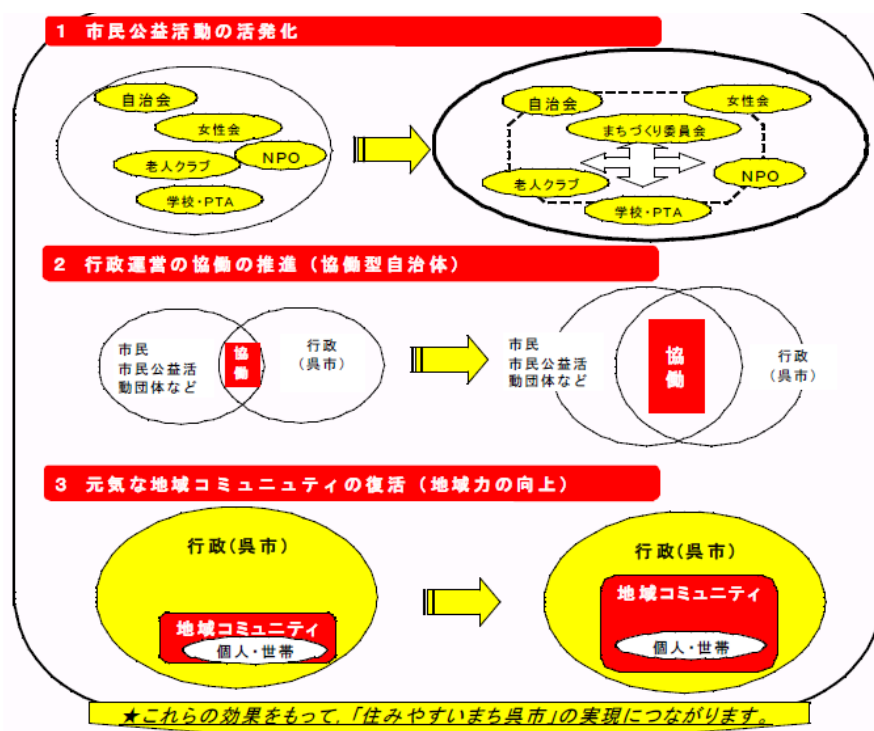 1 市民公益活動の活発化
自治会
女性会
老人クラブ
NPO
学校・PTA
自治会
女性会
まちづくり委員会
老人クラブ
NPO
学校・PTA
2 行政運営の協働の推進(協働型自治体)
市民
市民公益活
動団体など
協
働
行政
(呉市)
市民
市民公益活
動団体など
協
働
行政
(呉市)
3 元気な地域コミュニュティの復活(地域力の向上)
行政(呉市)
地域コミュニティ
個人・世帯
行政(呉市)
地域コミュニティ
個人・世帯
★これらの効果をもって,「住みやすいまち呉市」の実現につながります。